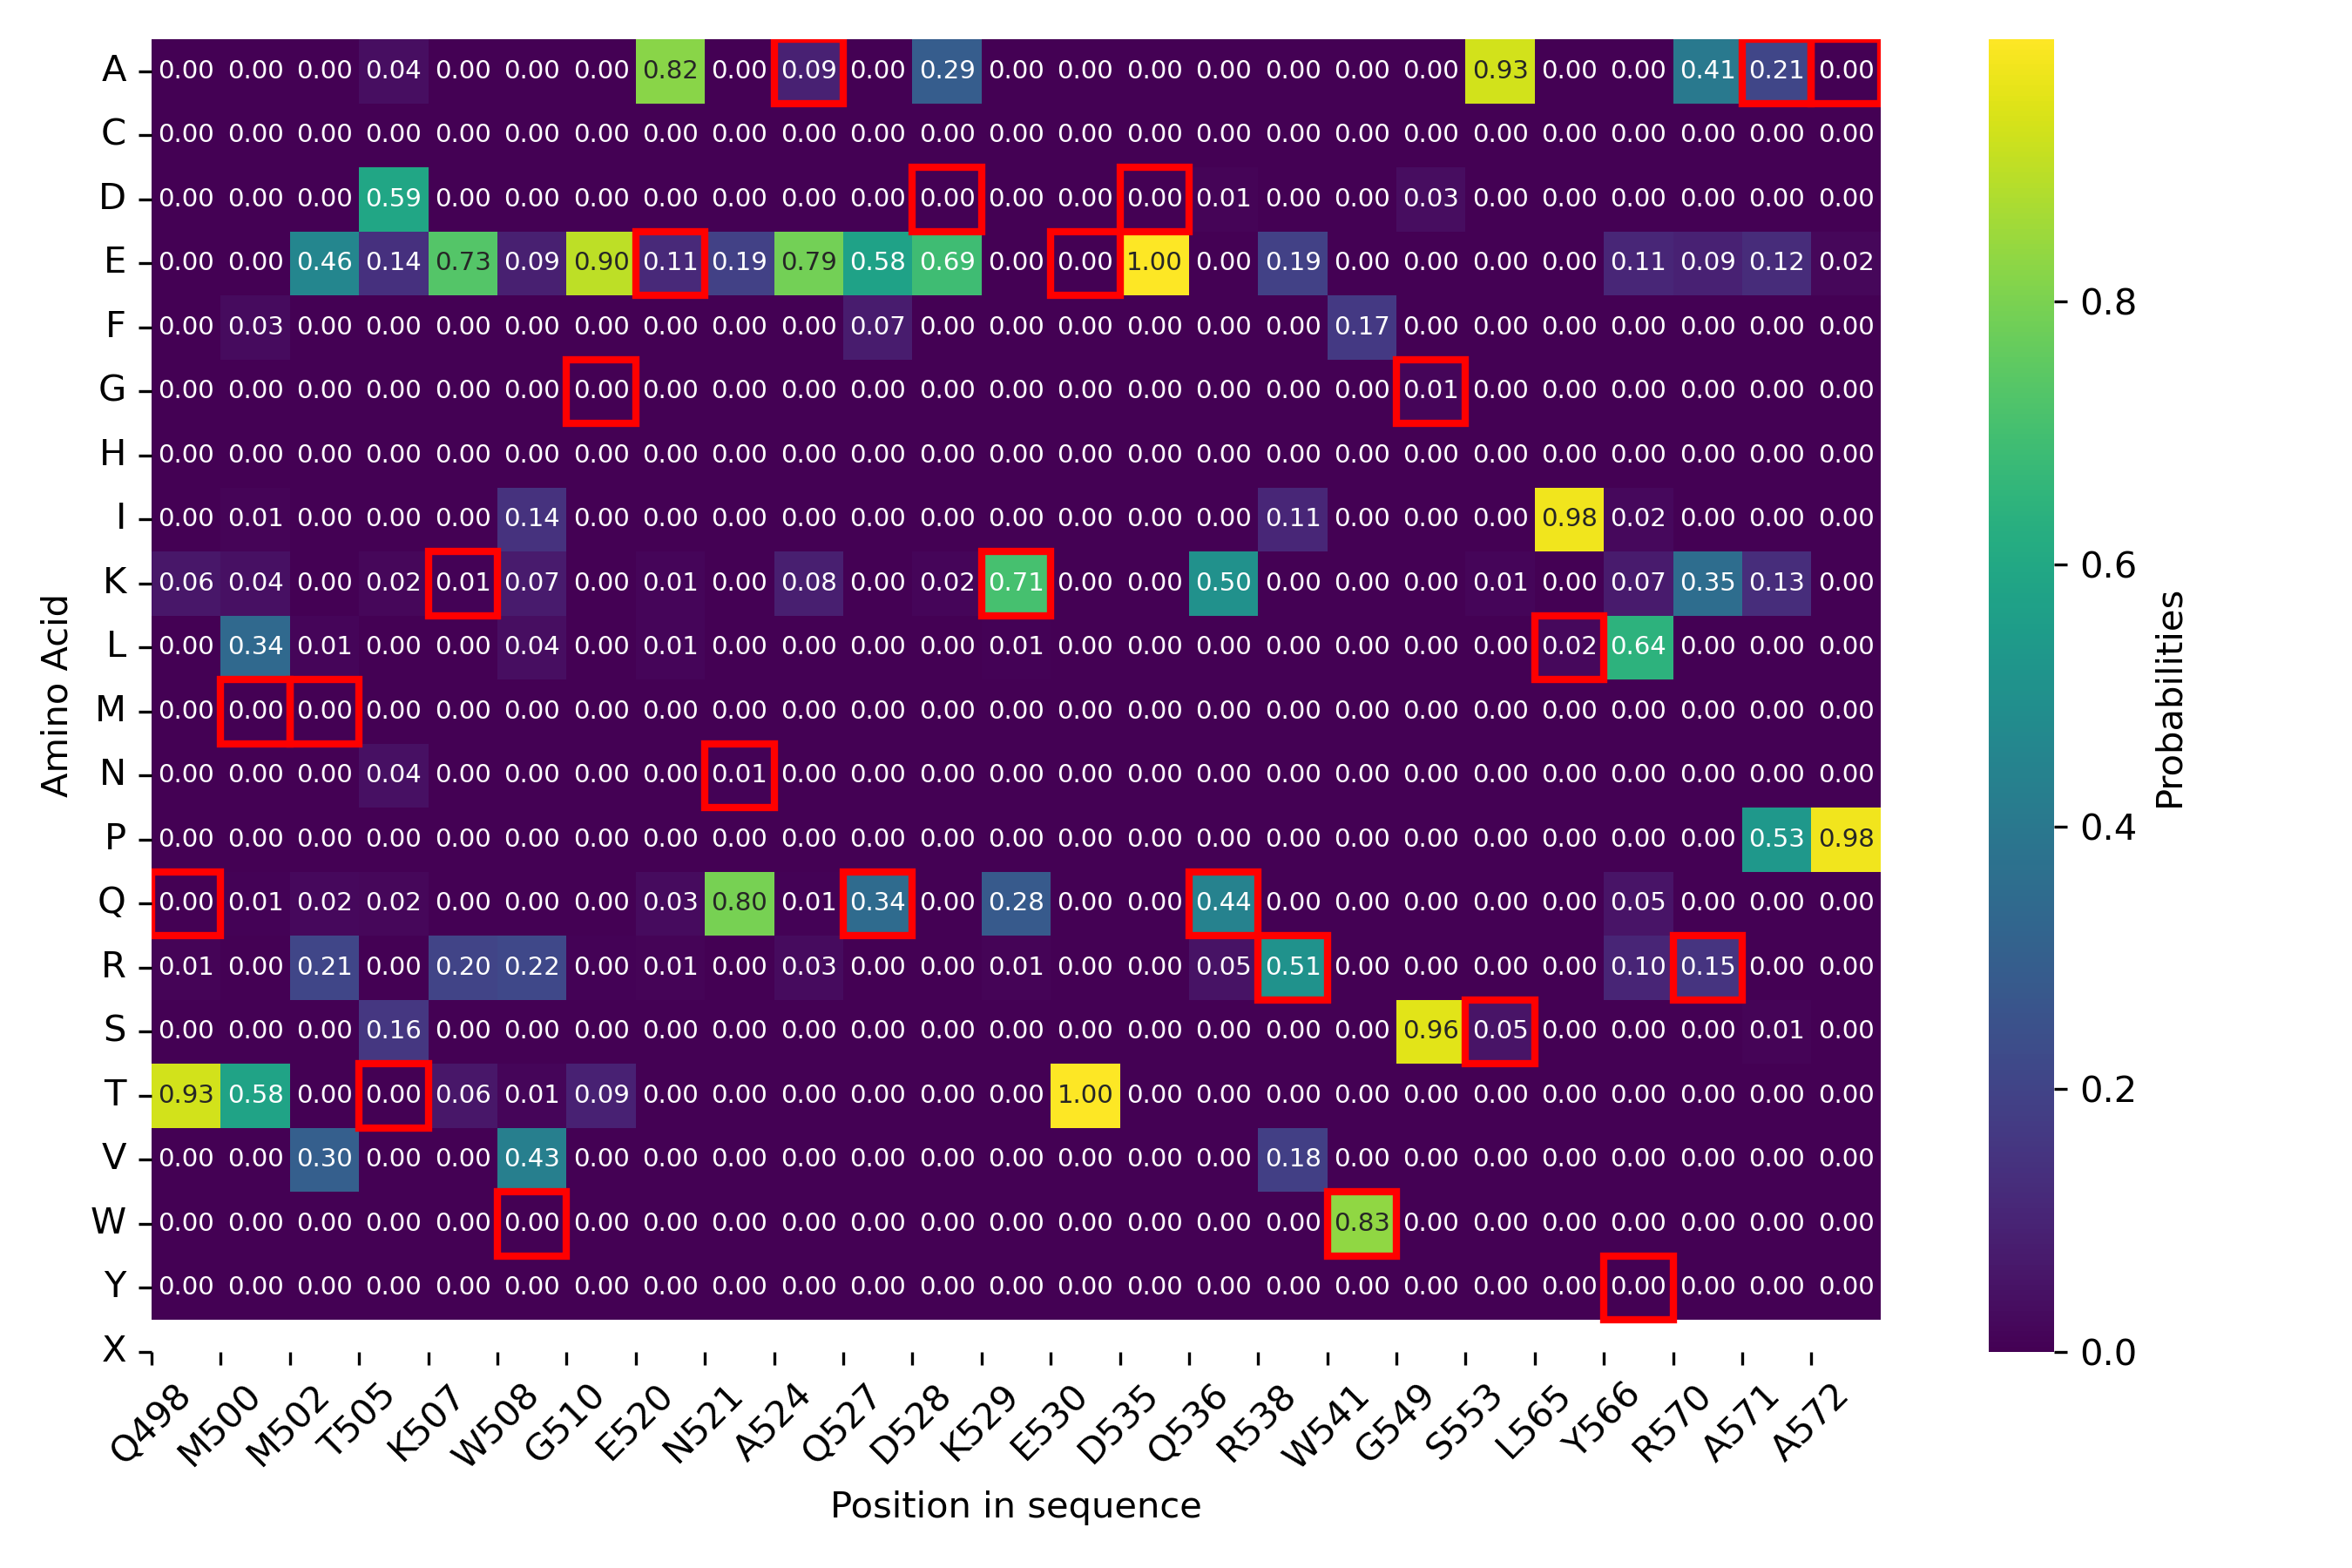 A 0.00 0.00 0.00 0.04 0.00 0.00 0.00 0.82 0.00 0.09 0.00 0.29 0.00 0.00 0.00 0.00 0.00 0.00 0.00 0.93 0.00 0.00 0.41 0.21 0.00
C 0.00 0.00 0.00 0.00 0.00 0.00 0.00 0.00 0.00 0.00 0.00 0.00 0.00 0.00 0.00 0.00 0.00 0.00 0.00 0.00 0.00 0.00 0.00 0.00 0.00
D 0.00 0.00 0.00 0.59 0.00 0.00 0.00 0.00 0.00 0.00 0.00 0.00 0.00 0.00 0.00 0.01 0.00 0.00 0.03 0.00 0.00 0.00 0.00 0.00 0.00
E 0.00 0.00 0.46 0.14 0.73 0.09 0.90 0.11 0.19 0.79 0.58 0.69 0.00 0.00 1.00 0.00 0.19 0.00 0.00 0.00 0.00 0.11 0.09 0.12 0.02
F 0.00 0.03 0.00 0.00 0.00 0.00 0.00 0.00 0.00 0.00 0.07 0.00 0.00 0.00 0.00 0.00 0.00 0.17 0.00 0.00 0.00 0.00 0.00 0.00 0.00
G 0.00 0.00 0.00 0.00 0.00 0.00 0.00 0.00 0.00 0.00 0.00 0.00 0.00 0.00 0.00 0.00 0.00 0.00 0.01 0.00 0.00 0.00 0.00 0.00 0.00
H 0.00 0.00 0.00 0.00 0.00 0.00 0.00 0.00 0.00 0.00 0.00 0.00 0.00 0.00 0.00 0.00 0.00 0.00 0.00 0.00 0.00 0.00 0.00 0.00 0.00
I 0.00 0.01 0.00 0.00 0.00 0.14 0.00 0.00 0.00 0.00 0.00 0.00 0.00 0.00 0.00 0.00 0.11 0.00 0.00 0.00 0.98 0.02 0.00 0.00 0.00
K 0.06 0.04 0.00 0.02 0.01 0.07 0.00 0.01 0.00 0.08 0.00 0.02 0.71 0.00 0.00 0.50 0.00 0.00 0.00 0.01 0.00 0.07 0.35 0.13 0.00
L 0.00 0.34 0.01 0.00 0.00 0.04 0.00 0.01 0.00 0.00 0.00 0.00 0.01 0.00 0.00 0.00 0.00 0.00 0.00 0.00 0.02 0.64 0.00 0.00 0.00
M 0.00 0.00 0.00 0.00 0.00 0.00 0.00 0.00 0.00 0.00 0.00 0.00 0.00 0.00 0.00 0.00 0.00 0.00 0.00 0.00 0.00 0.00 0.00 0.00 0.00
N 0.00 0.00 0.00 0.04 0.00 0.00 0.00 0.00 0.01 0.00 0.00 0.00 0.00 0.00 0.00 0.00 0.00 0.00 0.00 0.00 0.00 0.00 0.00 0.00 0.00
P 0.00 0.00 0.00 0.00 0.00 0.00 0.00 0.00 0.00 0.00 0.00 0.00 0.00 0.00 0.00 0.00 0.00 0.00 0.00 0.00 0.00 0.00 0.00 0.53 0.98
Q 0.00 0.01 0.02 0.02 0.00 0.00 0.00 0.03 0.80 0.01 0.34 0.00 0.28 0.00 0.00 0.44 0.00 0.00 0.00 0.00 0.00 0.05 0.00 0.00 0.00
R 0.01 0.00 0.21 0.00 0.20 0.22 0.00 0.01 0.00 0.03 0.00 0.00 0.01 0.00 0.00 0.05 0.51 0.00 0.00 0.00 0.00 0.10 0.15 0.00 0.00
S 0.00 0.00 0.00 0.16 0.00 0.00 0.00 0.00 0.00 0.00 0.00 0.00 0.00 0.00 0.00 0.00 0.00 0.00 0.96 0.05 0.00 0.00 0.00 0.01 0.00
T 0.93 0.58 0.00 0.00 0.06 0.01 0.09 0.00 0.00 0.00 0.00 0.00 0.00 1.00 0.00 0.00 0.00 0.00 0.00 0.00 0.00 0.00 0.00 0.00 0.00
V 0.00 0.00 0.30 0.00 0.00 0.43 0.00 0.00 0.00 0.00 0.00 0.00 0.00 0.00 0.00 0.00 0.18 0.00 0.00 0.00 0.00 0.00 0.00 0.00 0.00
W 0.00 0.00 0.00 0.00 0.00 0.00 0.00 0.00 0.00 0.00 0.00 0.00 0.00 0.00 0.00 0.00 0.00 0.83 0.00 0.00 0.00 0.00 0.00 0.00 0.00
Y 0.00 0.00 0.00 0.00 0.00 0.00 0.00 0.00 0.00 0.00 0.00 0.00 0.00 0.00 0.00 0.00 0.00 0.00 0.00 0.00 0.00 0.00 0.00 0.00 0.00
X
Q498 M500 M502 T505 K507 W508 G510 E520 N521 A524 Q527 D528 K529 E530 D535 Q536 R538 W541 G549 S553 L565 Y566 R570 A571 A572
Position in sequence
Amino Acid
0.8
0.6
0.4
0.2
0.0
Probabilities